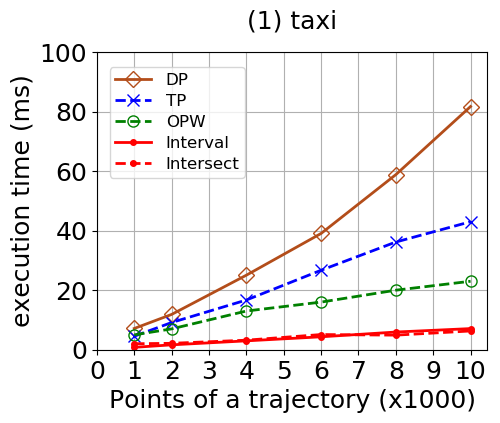 (1) taxi
execution time (ms)
100
80
60
40
20
0
DP
TP
OPW
Interval
Intersect
0 1 2 3 4 5 6 7 8 9 10
Points of a trajectory (x1000)